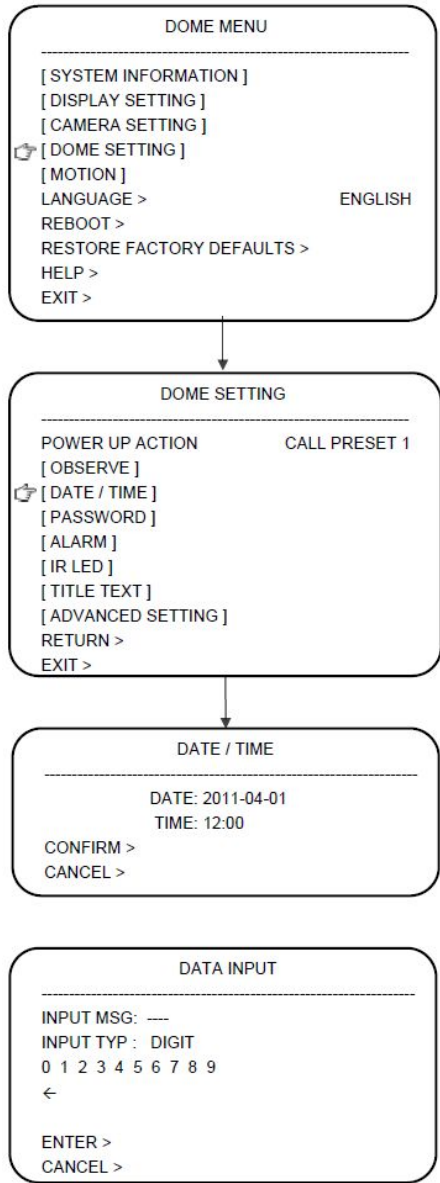 DOME MENU
[ SYSTEM INFORMATION ]
[ DISPLAY SETTING ]
[ CAMERA SETTING ]
[ DOME SETTING ]
[ MOTION ]
LANGUAGE > ENGLISH
REBOOT >
RESTORE FACTORY DEFAULTS >
HELP >
EXIT >
DOME SETTING
POWER UP ACTION CALL PRESET 1
[ OBSERVE ]
[ DATE / TIME ]
[ PASSWORD ]
[ ALARM ]
[ IR LED ]
[ TITLE TEXT ]
[ ADVANCED SETTING ]
RETURN >
EXIT >
DATE / TIME
DATE: 2011-04-01
TIME: 12:00
CONFIRM >
CANCEL >
DATA INPUT
INPUT MSG: ----
INPUT TYP : DIGIT
0 1 2 3 4 5 6 7 8 9
←
ENTER >
CANCEL >